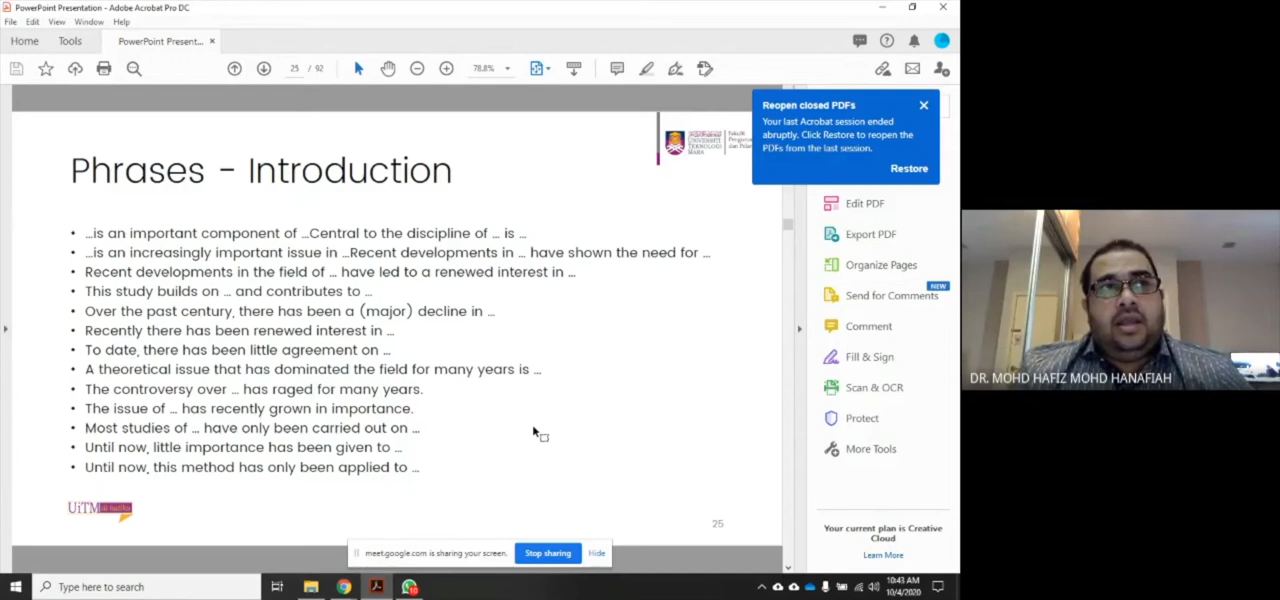 PowerPoint Presentation - Adobe Acrobat Pro DC
File Edit View Window Help
Home Tools PowerPoint Present... ×
25 / 92 78.8%
Reopen closed PDFs
Your last Acrobat session ended
abruptly. Click Restore to reopen the
PDFs from the last session.
Restore
UNIVERSITI
TEKNOLOGI
MARA
Phrases - Introduction
• ...is an important component of ...Central to the discipline of ... is ...
• ...is an increasingly important issue in ...Recent developments in ... have shown the need for ...
• Recent developments in the field of ... have led to a renewed interest in ...
• This study builds on ... and contributes to ...
• Over the past century, there has been a (major) decline in ...
• Recently there has been renewed interest in ...
• To date, there has been little agreement on ...
• A theoretical issue that has dominated the field for many years is ...
• The controversy over ... has raged for many years.
• The issue of ... has recently grown in importance.
• Most studies of ... have only been carried out on ...
• Until now, little importance has been given to ...
• Until now, this method has only been applied to ...
UiTM
25
Edit PDF
Export PDF
Organize Pages
NEW
Send for Comments
Comment
Fill & Sign
Scan & OCR
Protect
More Tools
Your current plan is Creative
Cloud
Learn More
DR. MOHD HAFIZ MOHD HANAFIAH
meet.google.com is sharing your screen. Stop sharing Hide
Type here to search
10:43 AM
10/4/2020